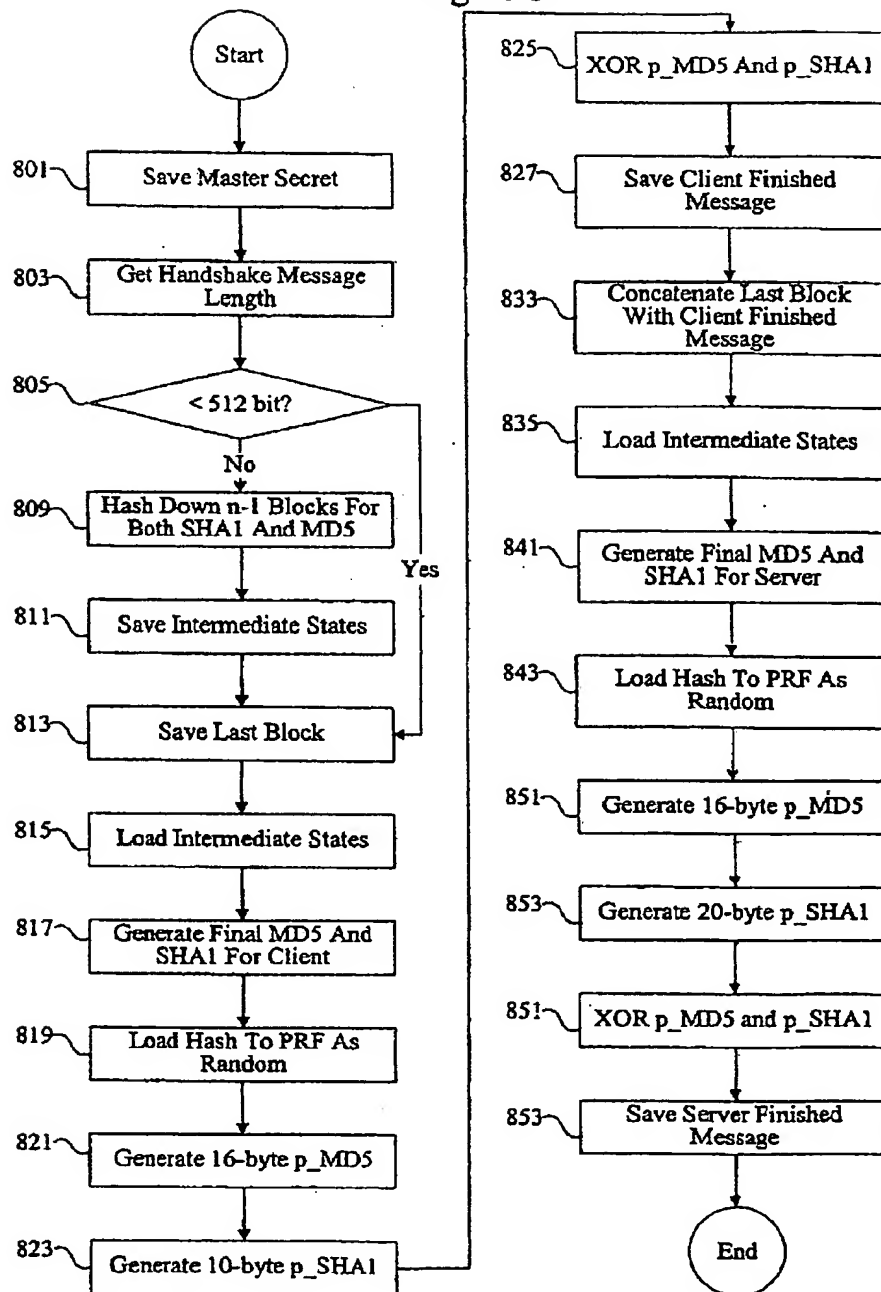 Start
801
Save Master Secret
803
Get Handshake Message
Length
805
< 512 bit?
No
Yes
809
Hash Down n-1 Blocks For
Both SHA1 And MD5
811
Save Intermediate States
813
Save Last Block
815
Load Intermediate States
817
Generate Final MD5 And
SHA1 For Client
819
Load Hash To PRF As
Random
821
Generate 16-byte p_MD5
823
Generate 10-byte p_SHA1
825
XOR p_MD5 And p_SHA1
827
Save Client Finished
Message
833
Concatenate Last Block
With Client Finished
Message
835
Load Intermediate States
841
Generate Final MD5 And
SHA1 For Server
843
Load Hash To PRF As
Random
851
Generate 16-byte p_MD5
853
Generate 20-byte p_SHA1
851
XOR p_MD5 and p_SHA1
853
Save Server Finished
Message
End